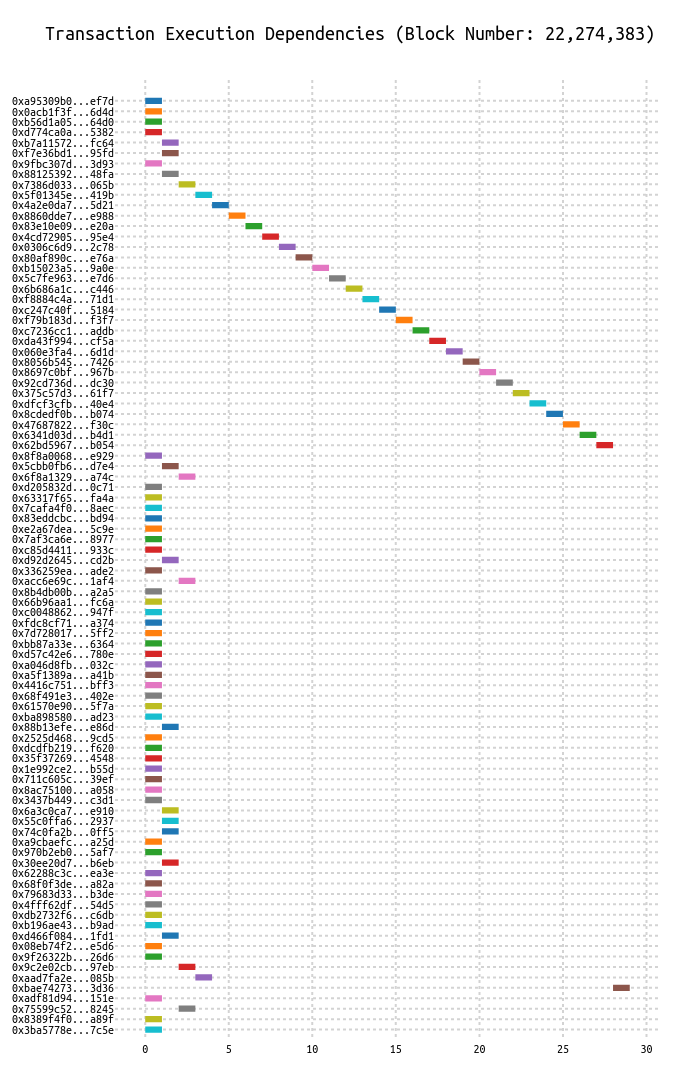 Transaction Execution Dependencies (Block Number: 22,274,383)
0xa95309b0...ef7d
0x0acb1f3f...6d4d
0xb56d1a05...64d0
0xd774ca0a...5382
0xb7a11572...fc64
0xf7e36bd1...95fd
0x9fbc307d...3d93
0x88125392...48fa
0x7386d033...065b
0x5f01345e...419b
0x4a2e0da7...5d21
0x8860dde7...e988
0x83e10e09...e20a
0x4cd72905...95e4
0x0306c6d9...2c78
0x80af890c...e76a
0xb15023a5...9a0e
0x5c7fe963...e7d6
0x6b686a1c...c446
0xf8884c4a...71d1
0xc247c40f...5184
0xf79b183d...f3f7
0xc7236cc1...addb
0xda43f994...cf5a
0x060e3fa4...6d1d
0x8056b545...7426
0x8697c0bf...967b
0x92cd736d...dc30
0x375c57d3...61f7
0xdfcf3cfb...40e4
0x8cdedf0b...b074
0x47687822...f30c
0x6341d03d...b4d1
0x62bd5967...b054
0x8f8a0068...e929
0x5cbb0fb6...d7e4
0x6f8a1329...a74c
0xd205832d...0c71
0x63317f65...fa4a
0x7cafa4f0...8aec
0x83eddcbc...bd94
0xe2a67dea...5c9e
0x7af3ca6e...8977
0xc85d4411...933c
0xd92d2645...cd2b
0x336259ea...ade2
0xacc6e69c...1af4
0x8b4db00b...a2a5
0x66b96aa1...fc6a
0xc0048862...947f
0xfdc8cf71...a374
0x7d728017...5ff2
0xbb87a33e...6364
0xd57c42e6...780e
0xa046d8fb...032c
0xa5f1389a...a41b
0x4416c751...bff3
0x68f491e3...402e
0x61570e90...5f7a
0xba898580...ad23
0x88b13efe...e86d
0x2525d468...9cd5
0xdcdfb219...f620
0x35f37269...4548
0x1e992ce2...b55d
0x711c605c...39ef
0x8ac75100...a058
0x3437b449...c3d1
0x6a3c0ca7...e910
0x55c0ffa6...2937
0x74c0fa2b...0ff5
0xa9cbaefc...a25d
0x970b2eb0...5af7
0x30ee20d7...b6eb
0x62288c3c...ea3e
0x68f0f3de...a82a
0x79683d33...b3de
0x4fff62df...54d5
0xdb2732f6...c6db
0xb196ae43...b9ad
0xd466f084...1fd1
0x08eb74f2...e5d6
0x9f26322b...26d6
0x9c2e02cb...97eb
0xaad7fa2e...085b
0xbae74273...3d36
0xadf81d94...151e
0x75599c52...8245
0x8389f4f0...a89f
0x3ba5778e...7c5e
0 5 10 15 20 25 30